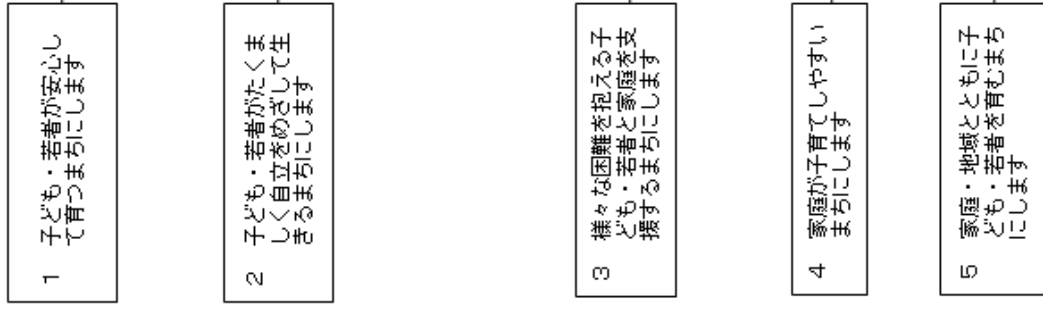 1 子ども・若者が安心し
て育つまちにします
2 子ども・若者がたくま
しく自立をめざして生
きるまちにします
3 様々な困難を抱える子
ども・若者と家庭を支
援するまちにします
4 家庭が子育てしやすい
まちにします
5 家庭・地域とともに子
ども・若者を育むまち
にします